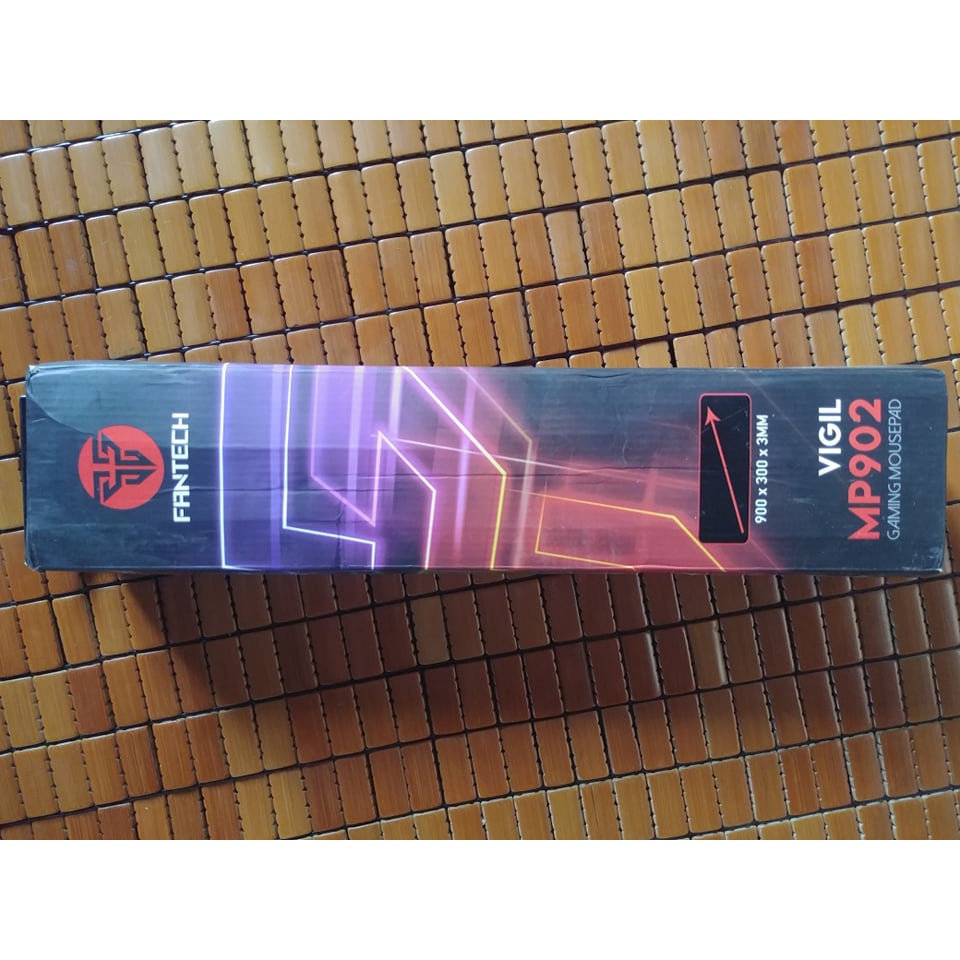 FANTECH
900 x 300 x 3MM
VIGIL
MP902
GAMING MOUSEPAD